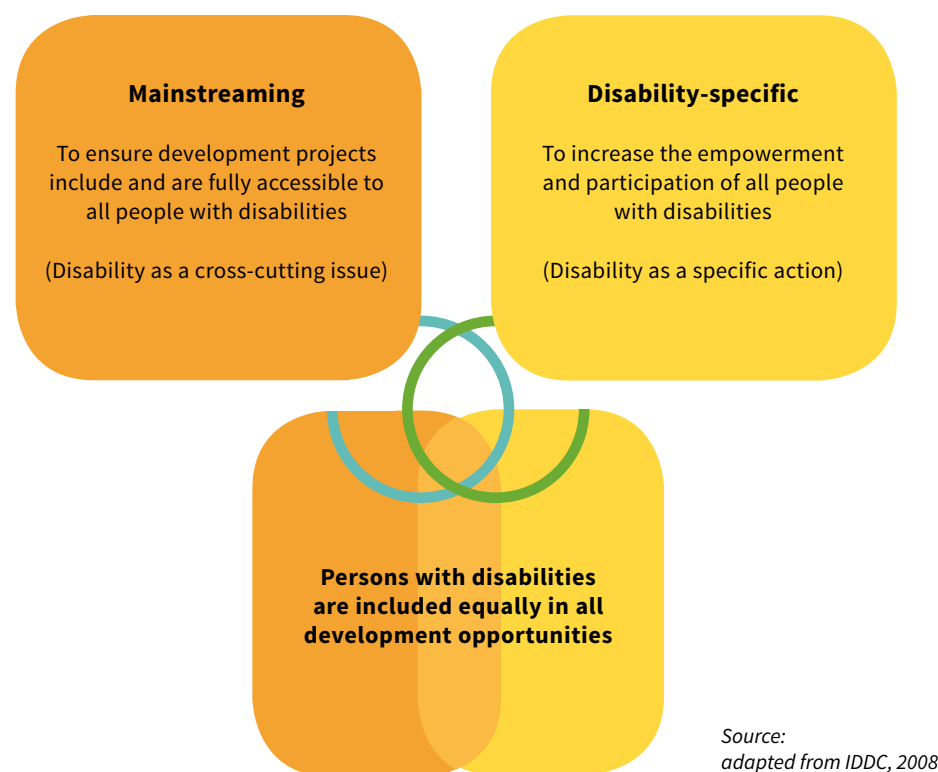 Mainstreaming
To ensure development projects
include and are fully accessible to
all people with disabilities
(Disability as a cross-cutting issue)
Disability-specific
To increase the empowerment
and participation of all people
with disabilities
(Disability as a specific action)
Persons with disabilities
are included equally in all
development opportunities
Source:
adapted from IDDC, 2008